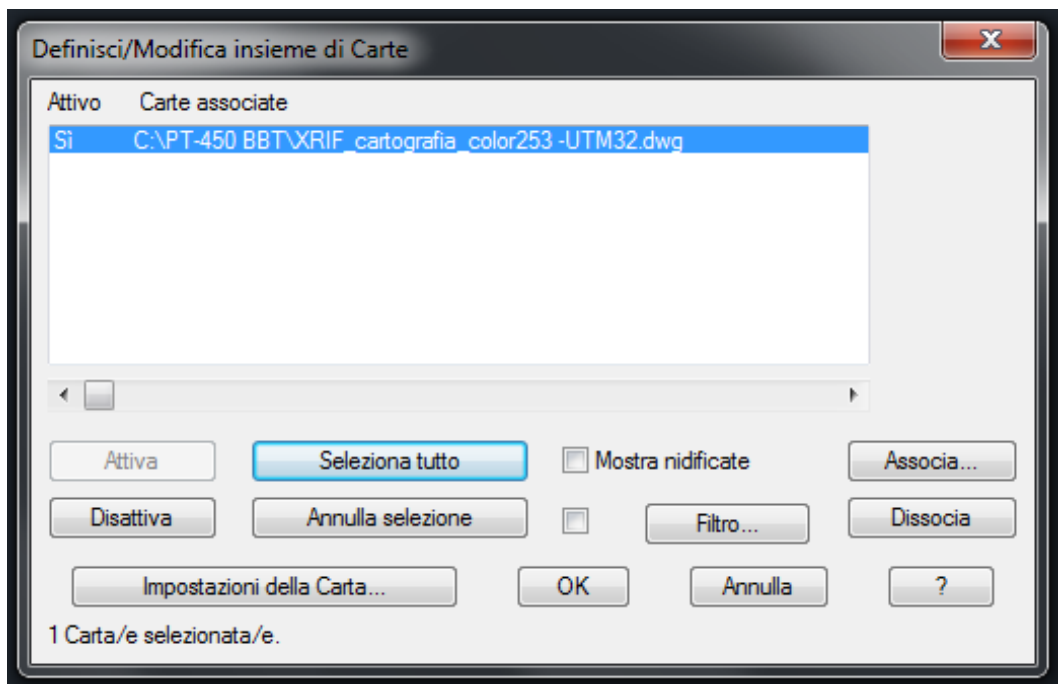 Definisci/Modifica insieme di Carte
Attivo Carte associate
Sì C:\PT-450 BBT\XRIF_cartografia_color253 -UTM32.dwg
Attiva Seleziona tutto Mostra nidificate Associa...
Disattiva Annulla selezione Filtro... Dissocia
Impostazioni della Carta... OK Annulla ?
1 Carta/e selezionata/e.